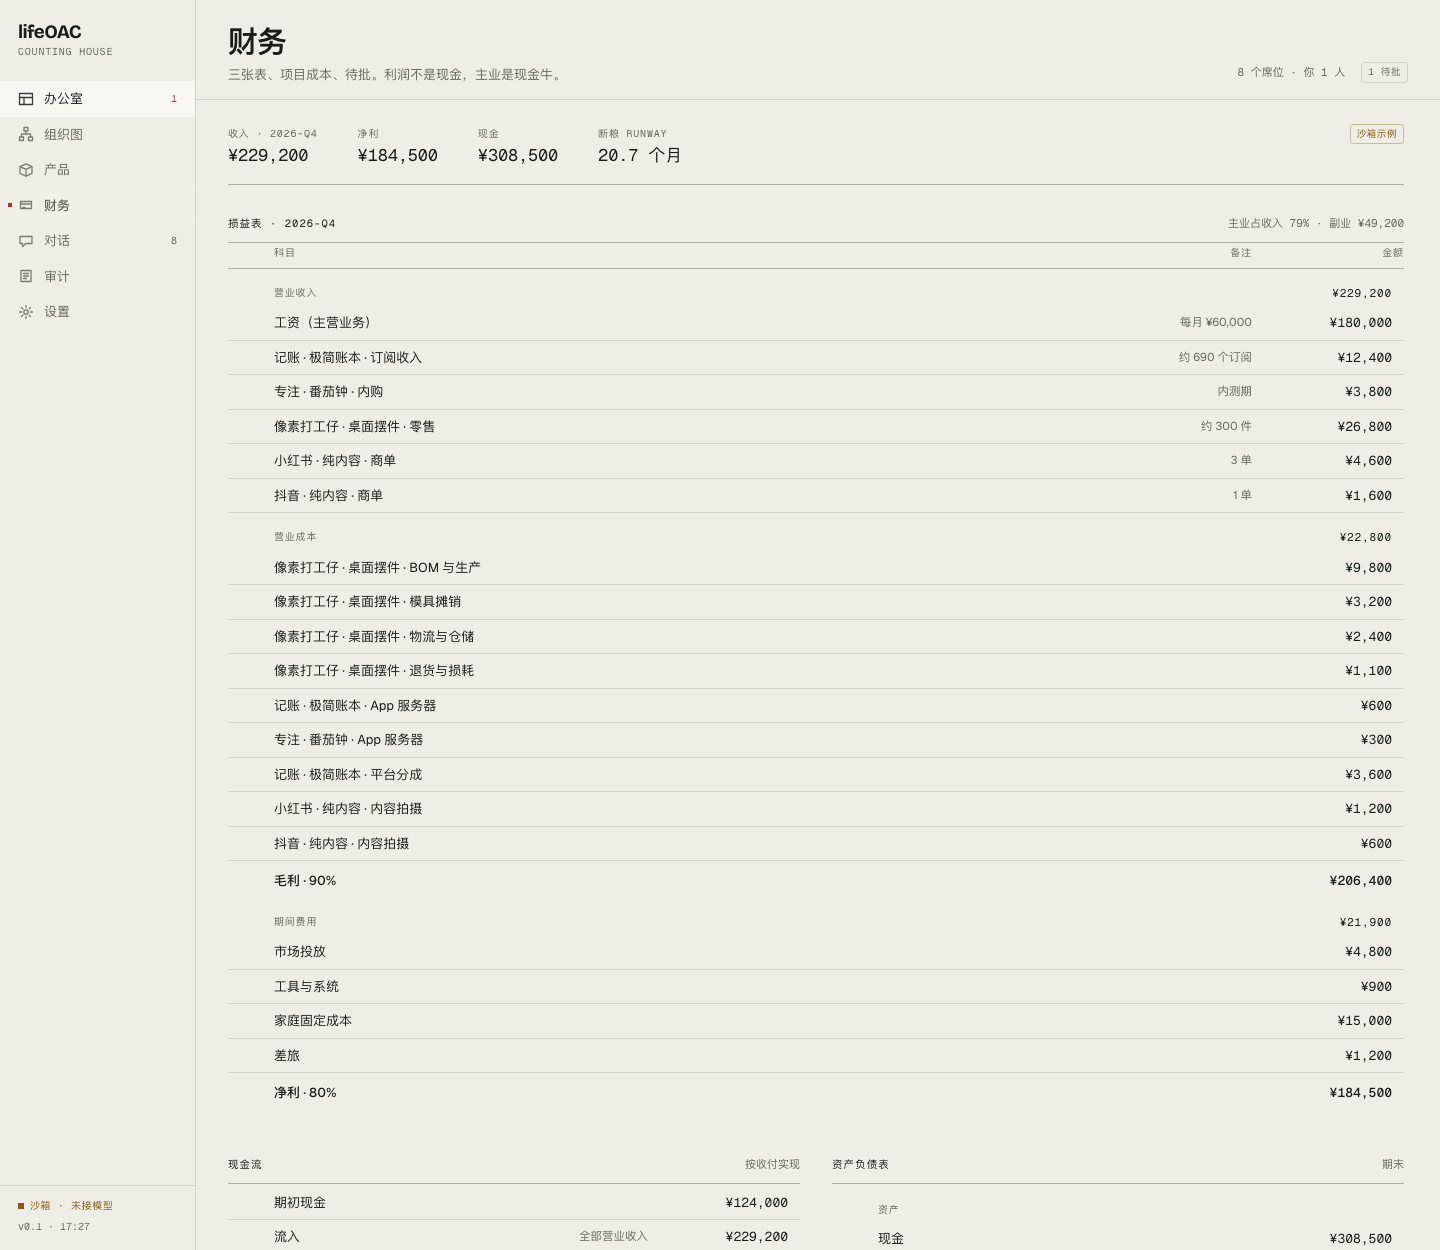 lifeOAC
COUNTING HOUSE
办公室 1
组织图
产品
财务
对话 8
审计
设置
沙箱 · 未接模型
v0.1 · 17:27
财务
三张表、项目成本、待批。利润不是现金，主业是现金牛。
8 个席位 · 你 1 人 1 待批
收入 · 2026-Q4 净利 现金 断粮 RUNWAY 沙箱示例
¥229,200 ¥184,500 ¥308,500 20.7 个月
损益表 · 2026-Q4 主业占收入 79% · 副业 ¥49,200
科目 备注 金额
营业收入 ¥229,200
工资（主营业务） 每月 ¥60,000 ¥180,000
记账 · 极简账本 · 订阅收入 约 690 个订阅 ¥12,400
专注 · 番茄钟 · 内购 内测期 ¥3,800
像素打工仔 · 桌面摆件 · 零售 约 300 件 ¥26,800
小红书 · 纯内容 · 商单 3 单 ¥4,600
抖音 · 纯内容 · 商单 1 单 ¥1,600
营业成本 ¥22,800
像素打工仔 · 桌面摆件 · BOM 与生产 ¥9,800
像素打工仔 · 桌面摆件 · 模具摊销 ¥3,200
像素打工仔 · 桌面摆件 · 物流与仓储 ¥2,400
像素打工仔 · 桌面摆件 · 退货与损耗 ¥1,100
记账 · 极简账本 · App 服务器 ¥600
专注 · 番茄钟 · App 服务器 ¥300
记账 · 极简账本 · 平台分成 ¥3,600
小红书 · 纯内容 · 内容拍摄 ¥1,200
抖音 · 纯内容 · 内容拍摄 ¥600
毛利 · 90% ¥206,400
期间费用 ¥21,900
市场投放 ¥4,800
工具与系统 ¥900
家庭固定成本 ¥15,000
差旅 ¥1,200
净利 · 80% ¥184,500
现金流 按收付实现
期初现金 ¥124,000
流入 全部营业收入 ¥229,200
资产负债表 期末
资产
现金 ¥308,500